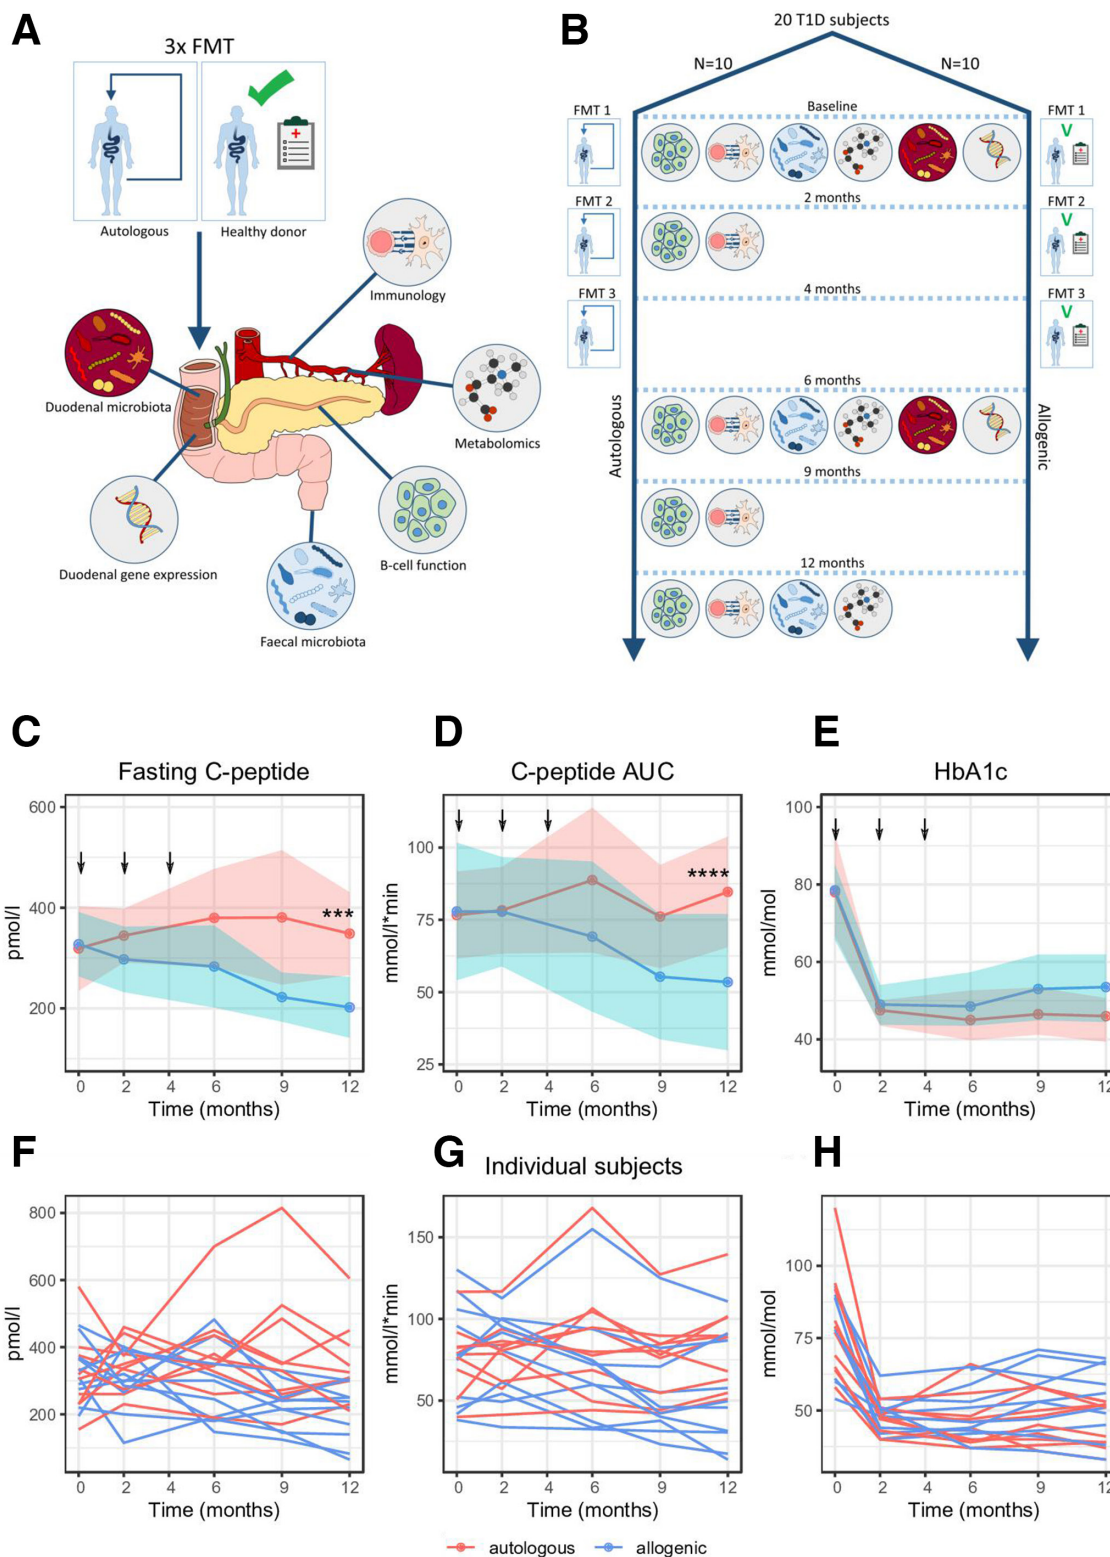 A
3x FMT
Autologous
Healthy donor
Immunology
Duodenal microbiota
Metabolomics
Duodenal gene expression
B-cell function
Faecal microbiota
B
20 T1D subjects
N=10
N=10
Baseline
FMT 1
FMT 1
V
2 months
FMT 2
FMT 2
V
4 months
FMT 3
FMT 3
V
6 months
Autologous
Allogenic
9 months
12 months
C
Fasting C-peptide
pmol/l
600
400
200
***
0 2 4 6 9 12
Time (months)
D
C-peptide AUC
mmol/l*min
100
75
50
25
****
0 2 4 6 9 12
Time (months)
E
HbA1c
mmol/mol
100
80
60
40
0 2 4 6 9 12
Time (months)
F
pmol/l
800
600
400
200
0 2 4 6 9 12
Time (months)
G
Individual subjects
mmol/l*min
150
100
50
0 2 4 6 9 12
Time (months)
H
mmol/mol
100
75
50
0 2 4 6 9 12
Time (months)
autologous allogenic